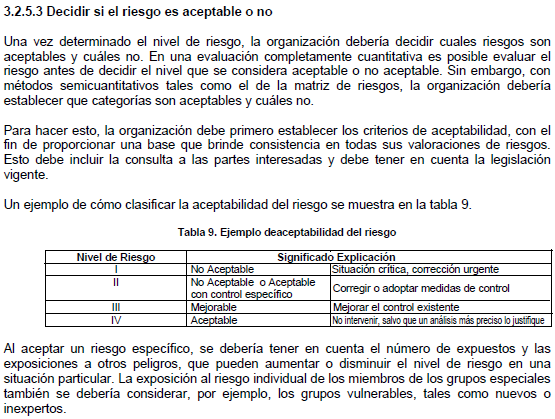 3.2.5.3 Decidir si el riesgo es aceptable o no
Una vez determinado el nivel de riesgo, la organización debería decidir cuales riesgos son
aceptables y cuáles no. En una evaluación completamente cuantitativa es posible evaluar el
riesgo antes de decidir el nivel que se considera aceptable o no aceptable. Sin embargo, con
métodos semicuantitativos tales como el de la matriz de riesgos, la organización debería
establecer que categorías son aceptables y cuáles no.
Para hacer esto, la organización debe primero establecer los criterios de aceptabilidad, con el
fin de proporcionar una base que brinde consistencia en todas sus valoraciones de riesgos.
Esto debe incluir la consulta a las partes interesadas y debe tener en cuenta la legislación
vigente.
Un ejemplo de cómo clasificar la aceptabilidad del riesgo se muestra en la tabla 9.
Tabla 9. Ejemplo deaceptabilidad del riesgo
Nivel de Riesgo Significado Explicación
I No Aceptable Situación crítica, corrección urgente
II No Aceptable o Aceptable
con control específico Corregir o adoptar medidas de control
III Mejorable Mejorar el control existente
IV Aceptable No intervenir, salvo que un análisis más preciso lo justifique
Al aceptar un riesgo específico, se debería tener en cuenta el número de expuestos y las
exposiciones a otros peligros, que pueden aumentar o disminuir el nivel de riesgo en una
situación particular. La exposición al riesgo individual de los miembros de los grupos especiales
también se debería considerar, por ejemplo, los grupos vulnerables, tales como nuevos o
inexpertos.